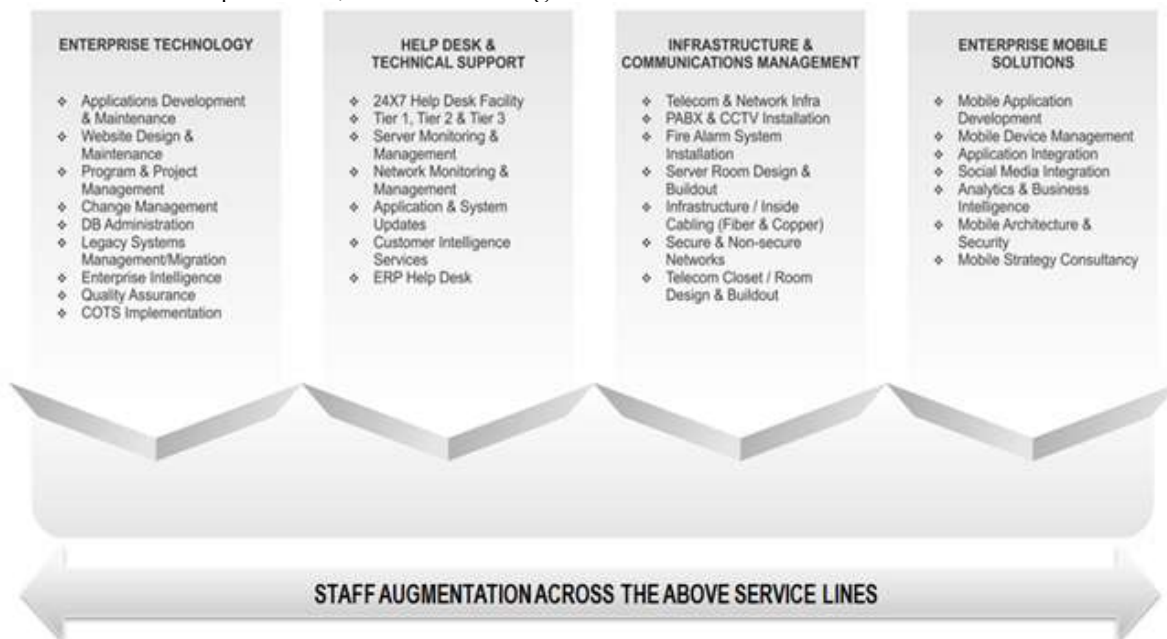 ENTERPRISE TECHNOLOGY
❖ Applications Development
& Maintenance
❖ Website Design &
Maintenance
❖ Program & Project
Management
❖ Change Management
❖ DB Administration
❖ Legacy Systems
Management/Migration
❖ Enterprise Intelligence
❖ Quality Assurance
❖ COTS Implementation
HELP DESK &
TECHNICAL SUPPORT
❖ 24X7 Help Desk Facility
❖ Tier 1, Tier 2 & Tier 3
❖ Server Monitoring &
Management
❖ Network Monitoring &
Management
❖ Application & System
Updates
❖ Customer Intelligence
Services
❖ ERP Help Desk
INFRASTRUCTURE &
COMMUNICATIONS MANAGEMENT
❖ Telecom & Network Infra
❖ PABX & CCTV Installation
❖ Fire Alarm System
Installation
❖ Server Room Design &
Buildout
❖ Infrastructure / Inside
Cabling (Fiber & Copper)
❖ Secure & Non-secure
Networks
❖ Telecom Closet / Room
Design & Buildout
ENTERPRISE MOBILE
SOLUTIONS
❖ Mobile Application
Development
❖ Mobile Device Management
❖ Application Integration
❖ Social Media Integration
❖ Analytics & Business
Intelligence
❖ Mobile Architecture &
Security
❖ Mobile Strategy Consultancy
STAFF AUGMENTATION ACROSS THE ABOVE SERVICE LINES